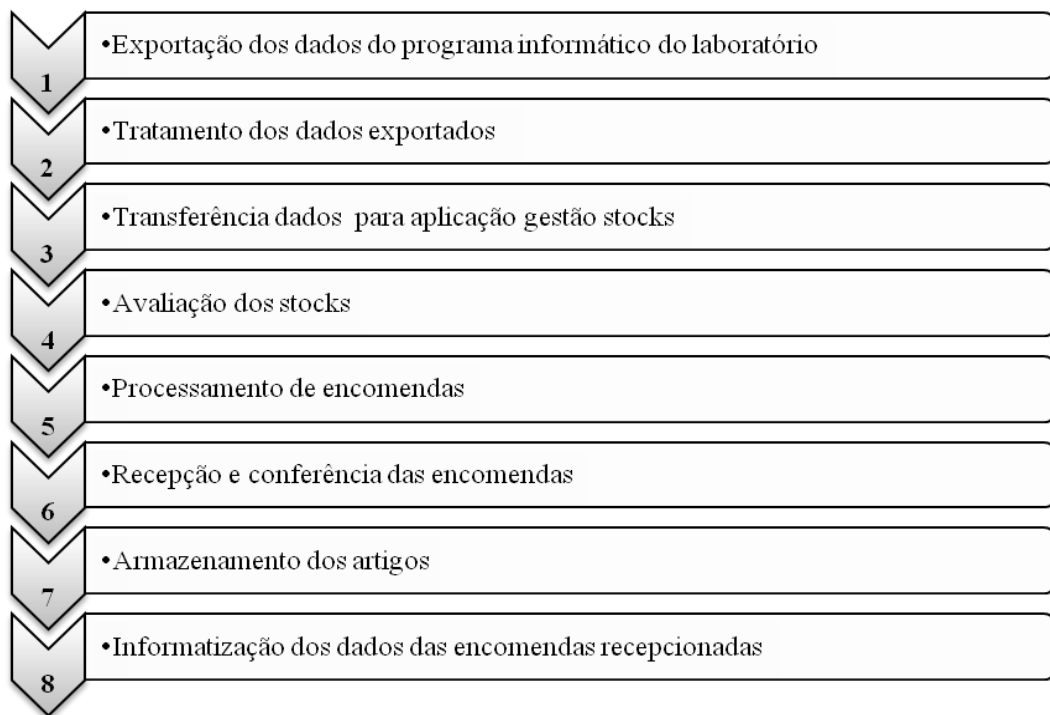 1
•Exportação dos dados do programa informático do laboratório
2
•Tratamento dos dados exportados
3
•Transferência dados para aplicação gestão stocks
4
•Avaliação dos stocks
5
•Processamento de encomendas
6
•Recepção e conferência das encomendas
7
•Armazenamento dos artigos
8
•Informatização dos dados das encomendas recepcionadas